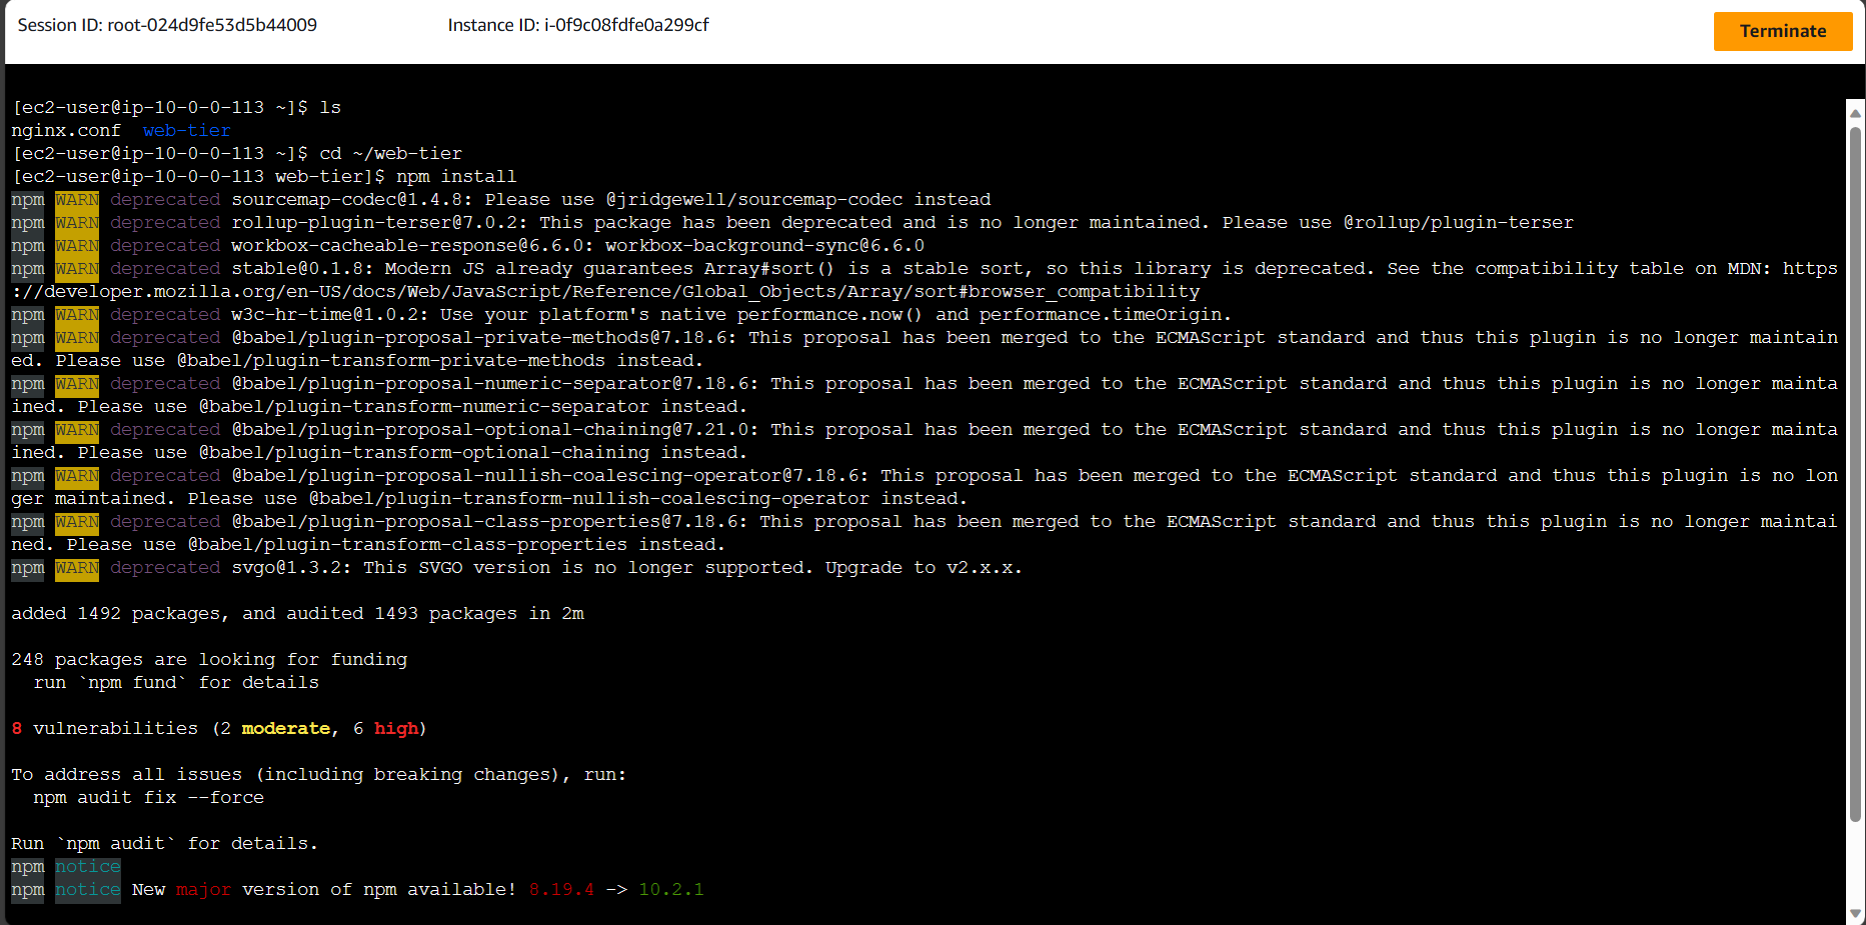 Session ID: root-024d9fe53d5b44009 Instance ID: i-0f9c08fdfe0a299cf
Terminate
[ec2-user@ip-10-0-0-113 ~]$ ls
nginx.conf  web-tier
[ec2-user@ip-10-0-0-113 ~]$ cd ~/web-tier
[ec2-user@ip-10-0-0-113 web-tier]$ npm install
npm WARN deprecated sourcemap-codec@1.4.8: Please use @jridgewell/sourcemap-codec instead
npm WARN deprecated rollup-plugin-terser@7.0.2: This package has been deprecated and is no longer maintained. Please use @rollup/plugin-terser
npm WARN deprecated workbox-cacheable-response@6.6.0: workbox-background-sync@6.6.0
npm WARN deprecated stable@0.1.8: Modern JS already guarantees Array#sort() is a stable sort, so this library is deprecated. See the compatibility table on MDN: https
://developer.mozilla.org/en-US/docs/Web/JavaScript/Reference/Global_Objects/Array/sort#browser_compatibility
npm WARN deprecated w3c-hr-time@1.0.2: Use your platform's native performance.now() and performance.timeOrigin.
npm WARN deprecated @babel/plugin-proposal-private-methods@7.18.6: This proposal has been merged to the ECMAScript standard and thus this plugin is no longer maintain
ed. Please use @babel/plugin-transform-private-methods instead.
npm WARN deprecated @babel/plugin-proposal-numeric-separator@7.18.6: This proposal has been merged to the ECMAScript standard and thus this plugin is no longer mainta
ined. Please use @babel/plugin-transform-numeric-separator instead.
npm WARN deprecated @babel/plugin-proposal-optional-chaining@7.21.0: This proposal has been merged to the ECMAScript standard and thus this plugin is no longer mainta
ined. Please use @babel/plugin-transform-optional-chaining instead.
npm WARN deprecated @babel/plugin-proposal-nullish-coalescing-operator@7.18.6: This proposal has been merged to the ECMAScript standard and thus this plugin is no lon
ger maintained. Please use @babel/plugin-transform-nullish-coalescing-operator instead.
npm WARN deprecated @babel/plugin-proposal-class-properties@7.18.6: This proposal has been merged to the ECMAScript standard and thus this plugin is no longer maintai
ned. Please use @babel/plugin-transform-class-properties instead.
npm WARN deprecated svgo@1.3.2: This SVGO version is no longer supported. Upgrade to v2.x.x.
added 1492 packages, and audited 1493 packages in 2m
248 packages are looking for funding
run `npm fund` for details
8 vulnerabilities (2 moderate, 6 high)
To address all issues (including breaking changes), run:
npm audit fix --force
Run `npm audit` for details.
npm notice
npm notice New major version of npm available! 8.19.4 -> 10.2.1